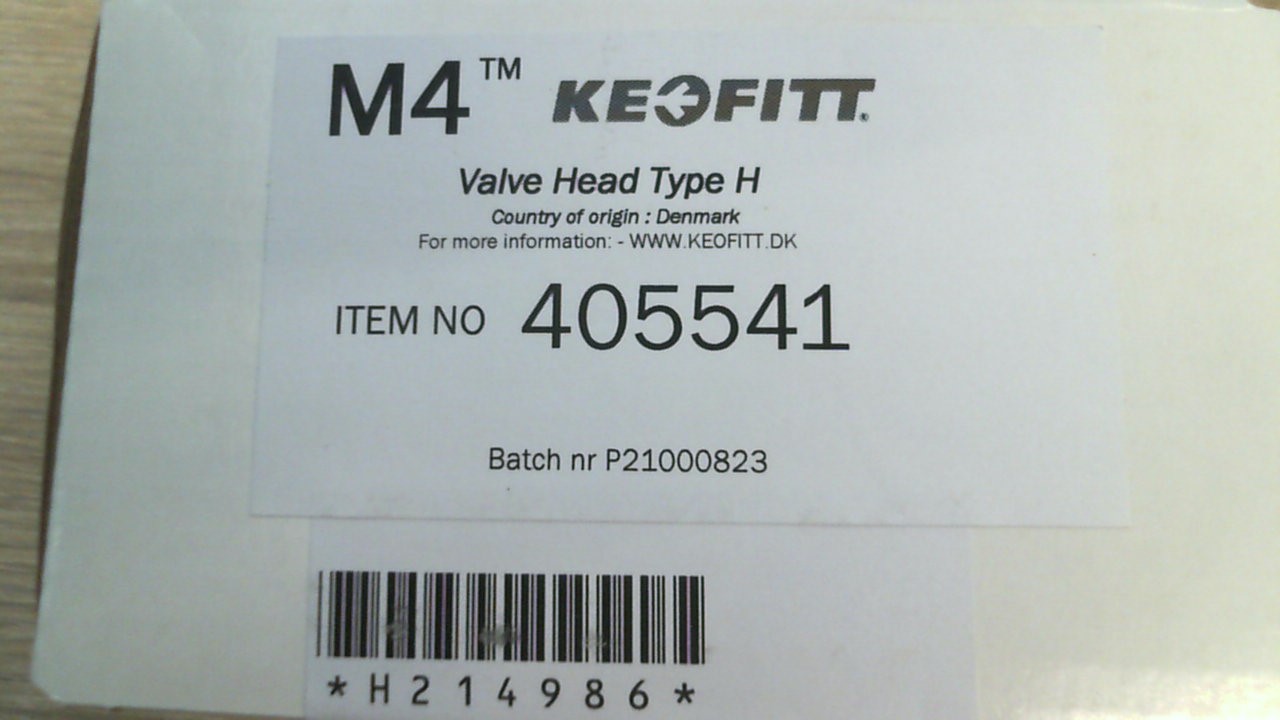 M4™ KEOFITT®
Valve Head Type H
Country of origin : Denmark
For more information: - WWW.KEOFITT.DK
ITEM NO 405541
Batch nr P21000823
*H214986*